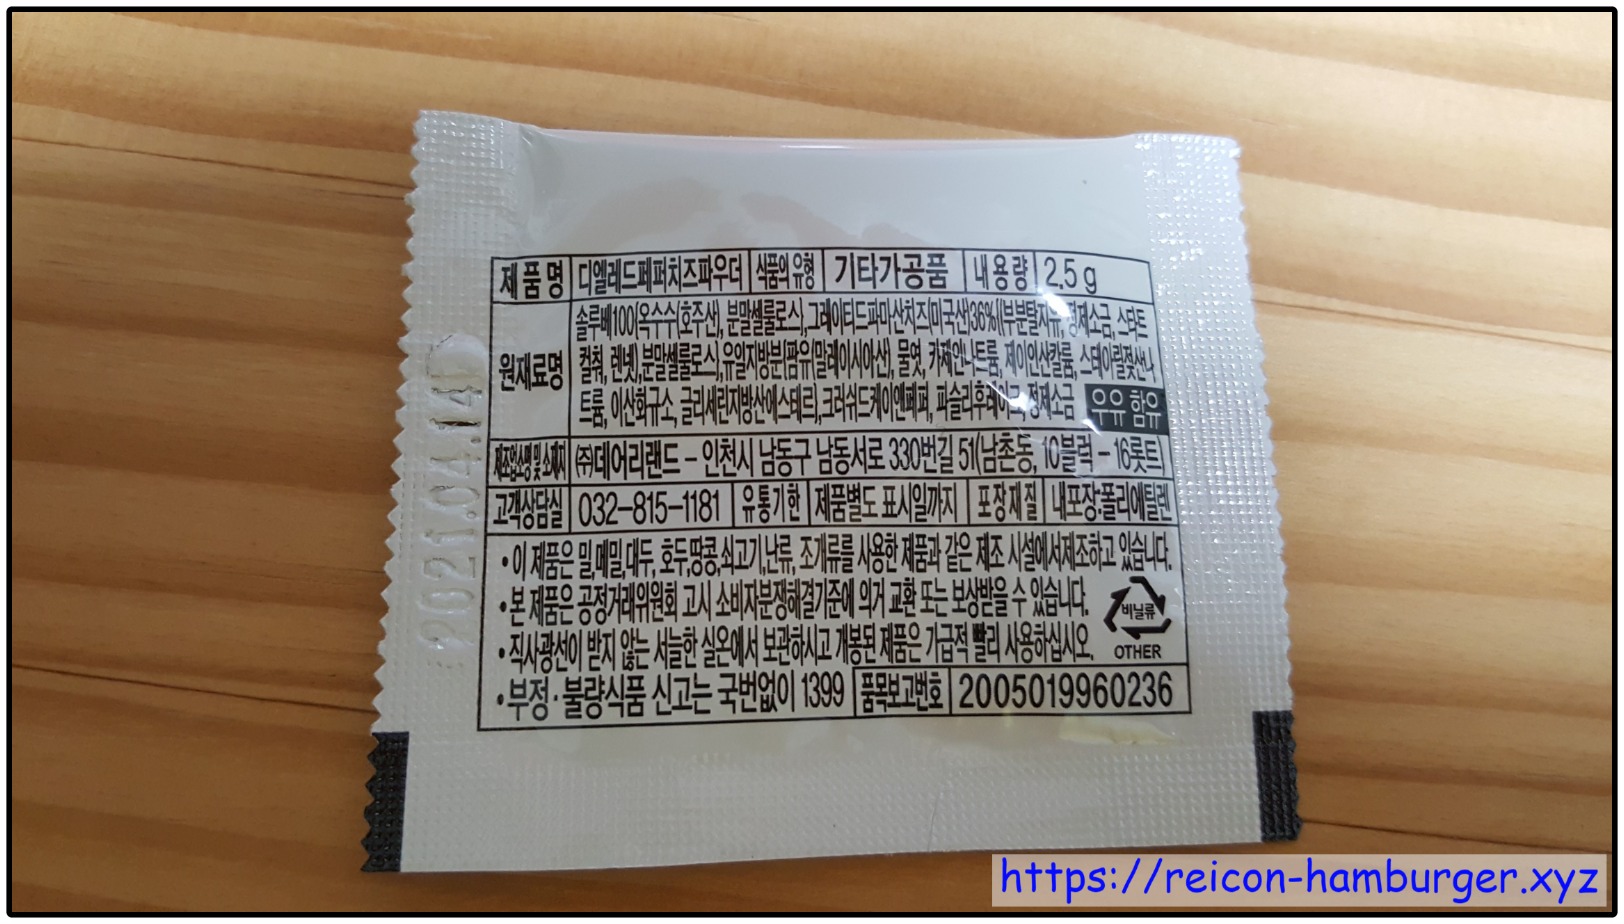 제품명 디엘레드페퍼치즈파우더 식품의 유형 기타가공품 내용량 2.5g
원재료명
솔루베100(옥수수(호주산), 분말셀룰로스),그레이티드파마산치즈(미국산)36%((부분탈지유, 정제소금, 스타트
컬춰, 렌넷),분말셀룰로스),유일지방분(팜유(말레이시아산), 물엿, 카제인나트륨, 제이인산칼륨, 스테아릴젖산나
트륨, 이산화규소, 글리세린지방산에스테르),크러쉬드케이앤페퍼, 파슬리후레이크, 정제소금 우유 함유
제조업소명 및 소재지 ㈜데어리랜드 - 인천시 남동구 남동서로 330번길 51(남촌동, 10블럭 - 16롯트)
고객상담실 032-815-1181 유통기한 제품별도 표시일까지 포장재질 내포장:폴리에틸렌
• 이 제품은 밀,메밀,대두, 호두,땅콩,쇠고기,난류, 조개류를 사용한 제품과 같은 제조 시설에서제조하고 있습니다.
• 본 제품은 공정거래위원회 고시 소비자분쟁해결기준에 의거 교환 또는 보상받을 수 있습니다.
• 직사광선이 받지 않는 서늘한 실온에서 보관하시고 개봉된 제품은 가급적 빨리 사용하십시오.
비닐류
OTHER
• 부정·불량식품 신고는 국번없이 1399 품목보고번호 2005019960236
2021.04.14
https://reicon-hamburger.xyz